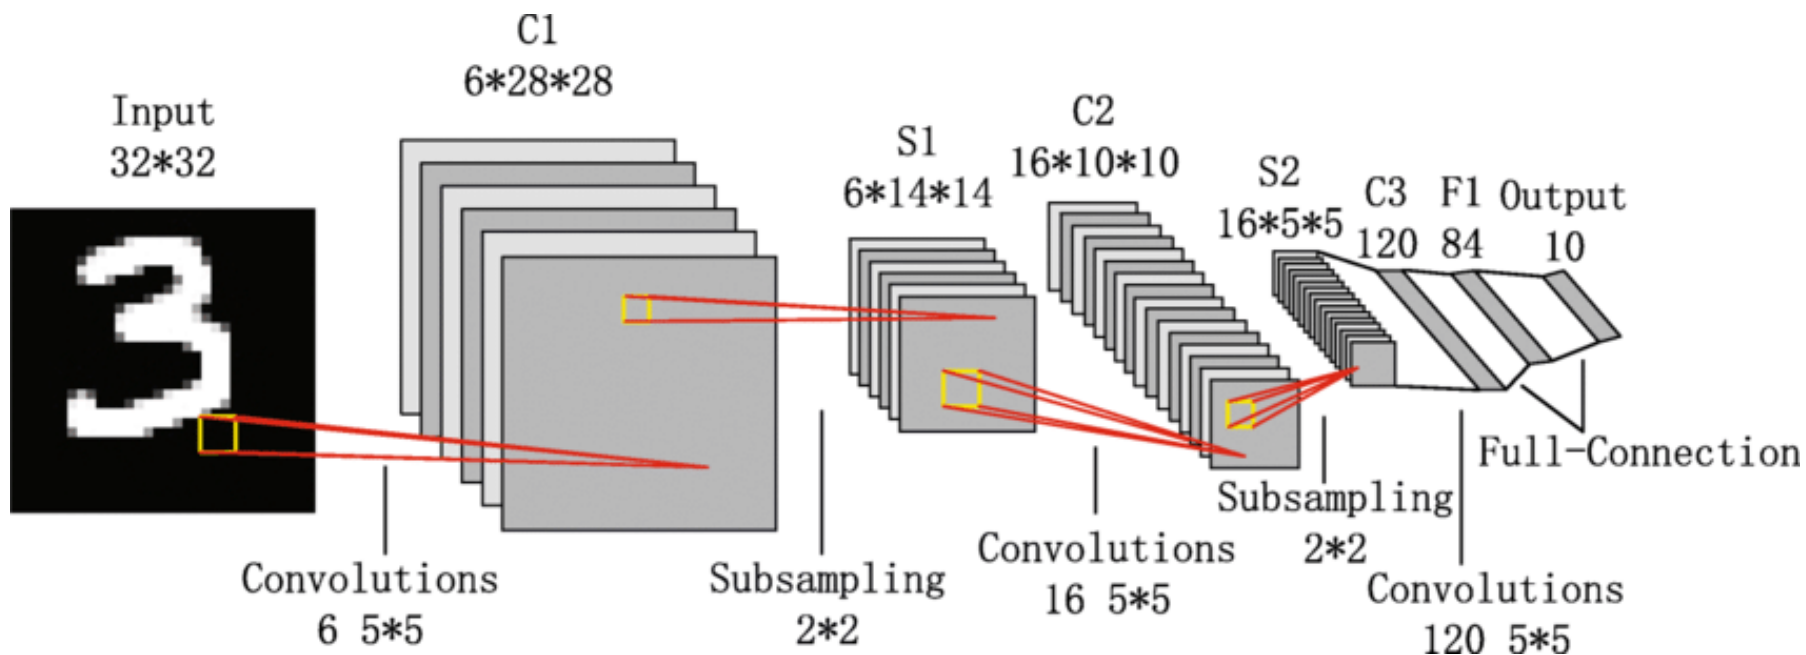 Input
32*32
C1
6*28*28
S1
6*14*14
C2
16*10*10
S2
16*5*5
C3
120
F1
84
Output
10
Convolutions
6 5*5
Subsampling
2*2
Convolutions
16 5*5
Subsampling
2*2
Convolutions
120 5*5
Full-Connection
3